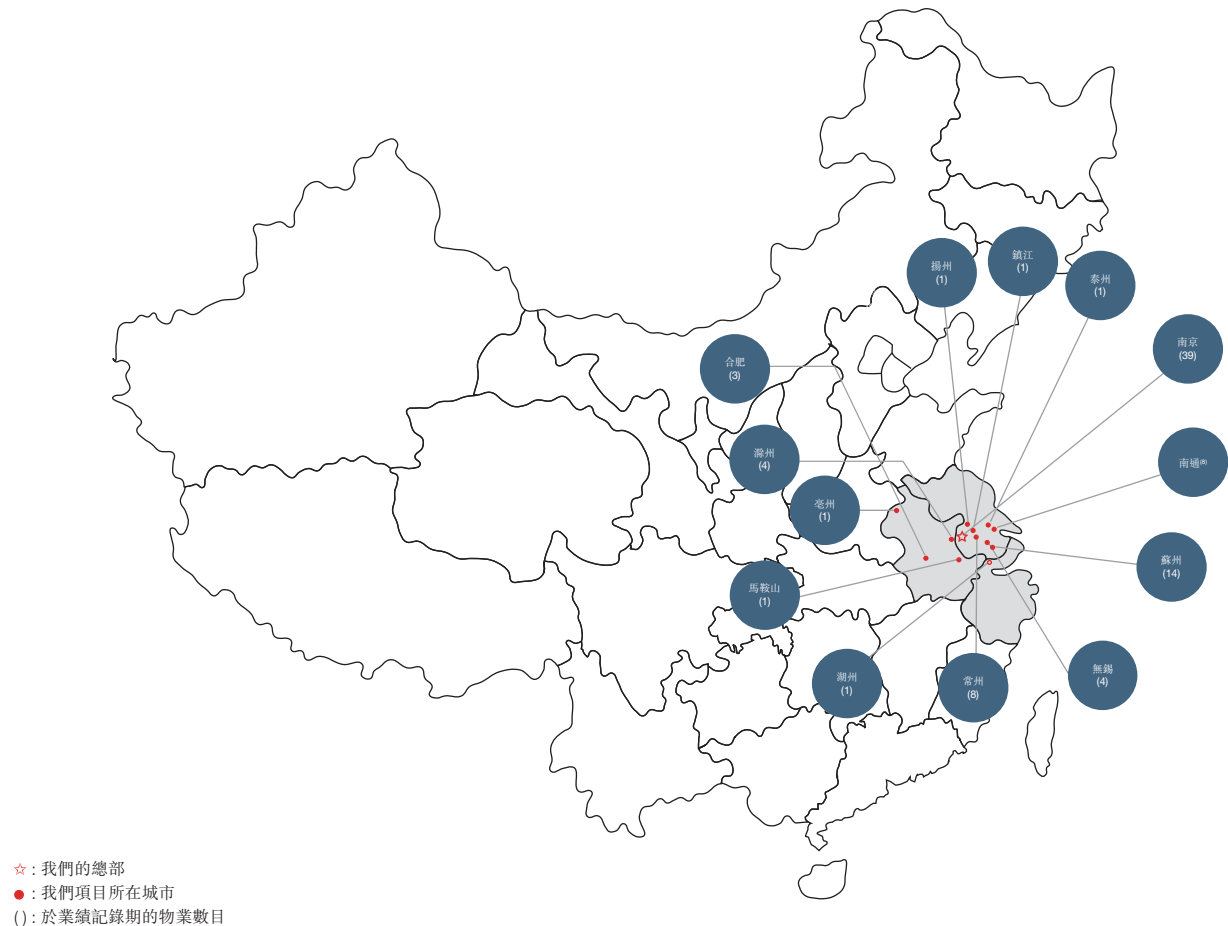 揚州
(1)
鎮江
(1)
泰州
(1)
南京
(39)
合肥
(3)
滁州
(4)
南通⁽⁸⁾
亳州
(1)
蘇州
(14)
馬鞍山
(1)
湖州
(1)
常州
(8)
無錫
(4)
☆ : 我們的總部
● : 我們項目所在城市
( ) : 於業績記錄期的物業數目